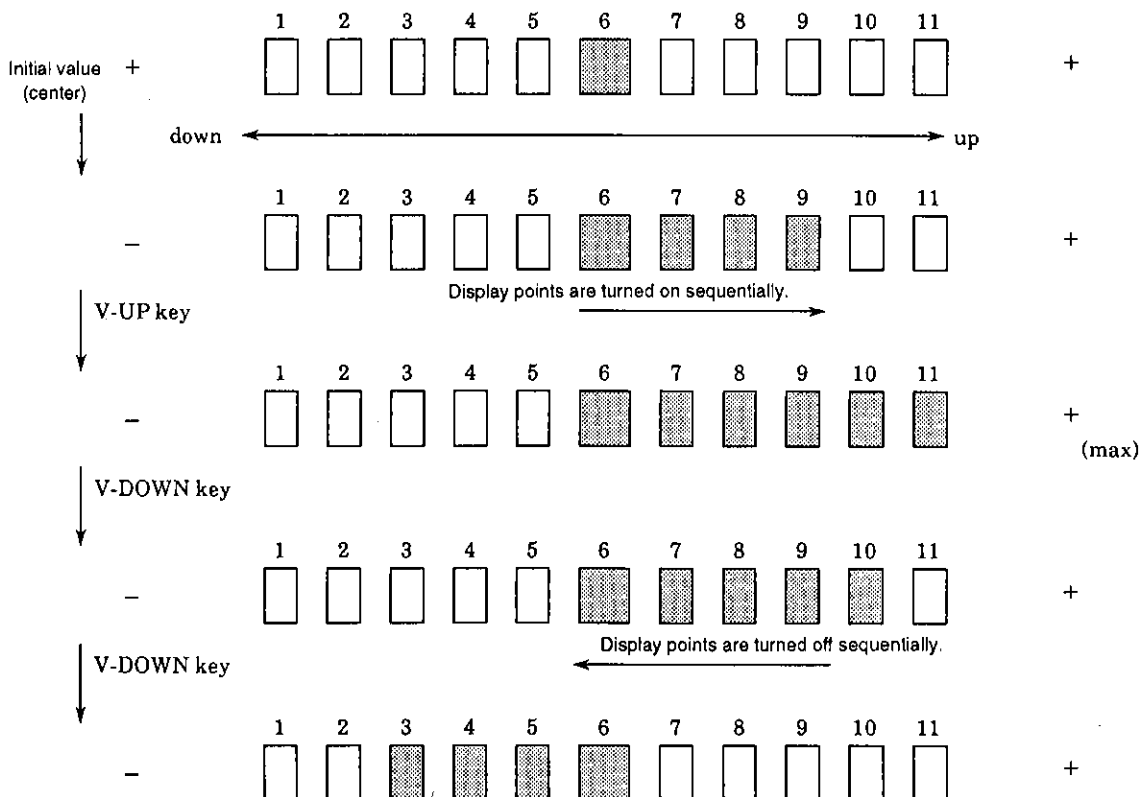 1 2 3 4 5 6 7 8 9 10 11
Initial value + +
(center)
down up
1 2 3 4 5 6 7 8 9 10 11
− +
Display points are turned on sequentially.
V-UP key
1 2 3 4 5 6 7 8 9 10 11
− +
(max)
V-DOWN key
1 2 3 4 5 6 7 8 9 10 11
− +
Display points are turned off sequentially.
V-DOWN key
1 2 3 4 5 6 7 8 9 10 11
− +